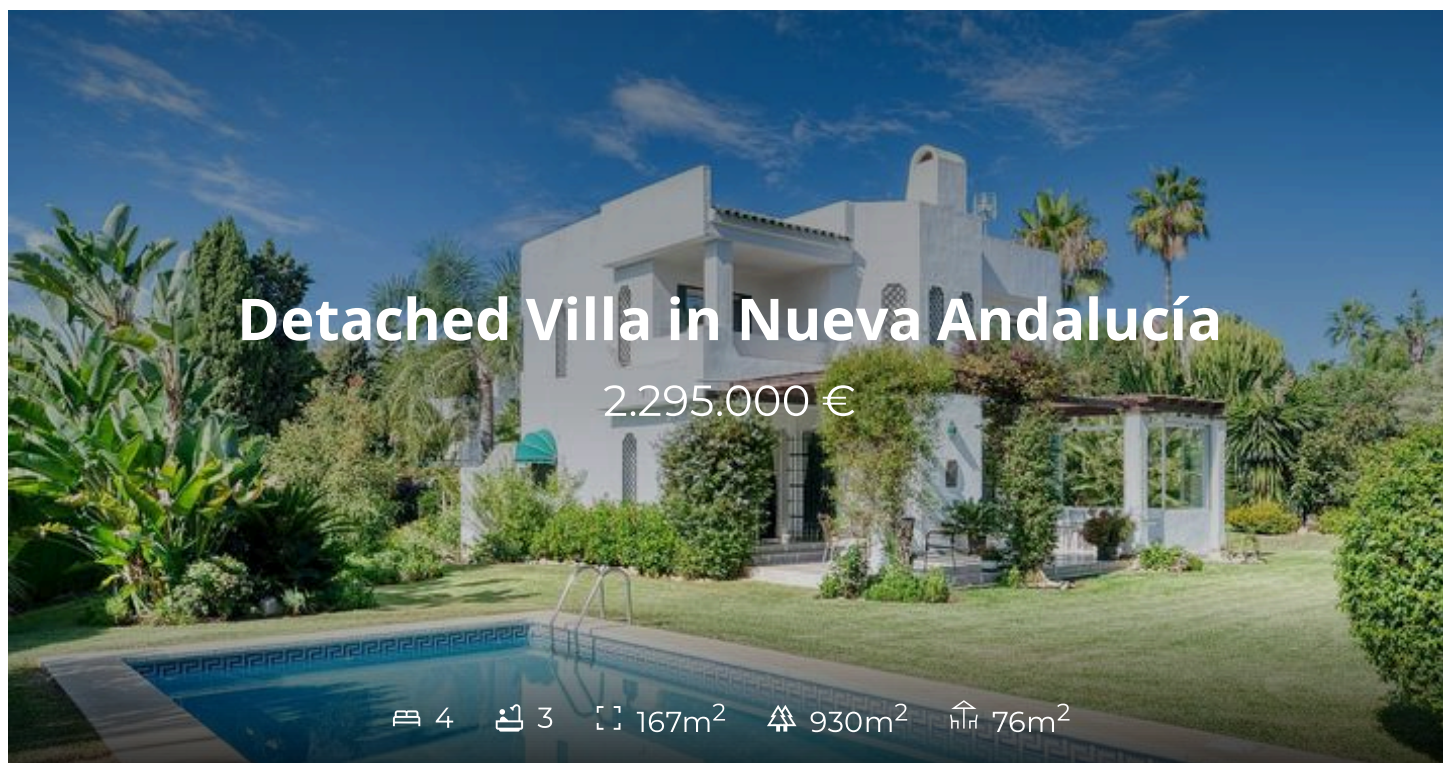 Detached Villa in Nueva Andalucía
2.295.000 €
4 3 167m² 930m² 76m²